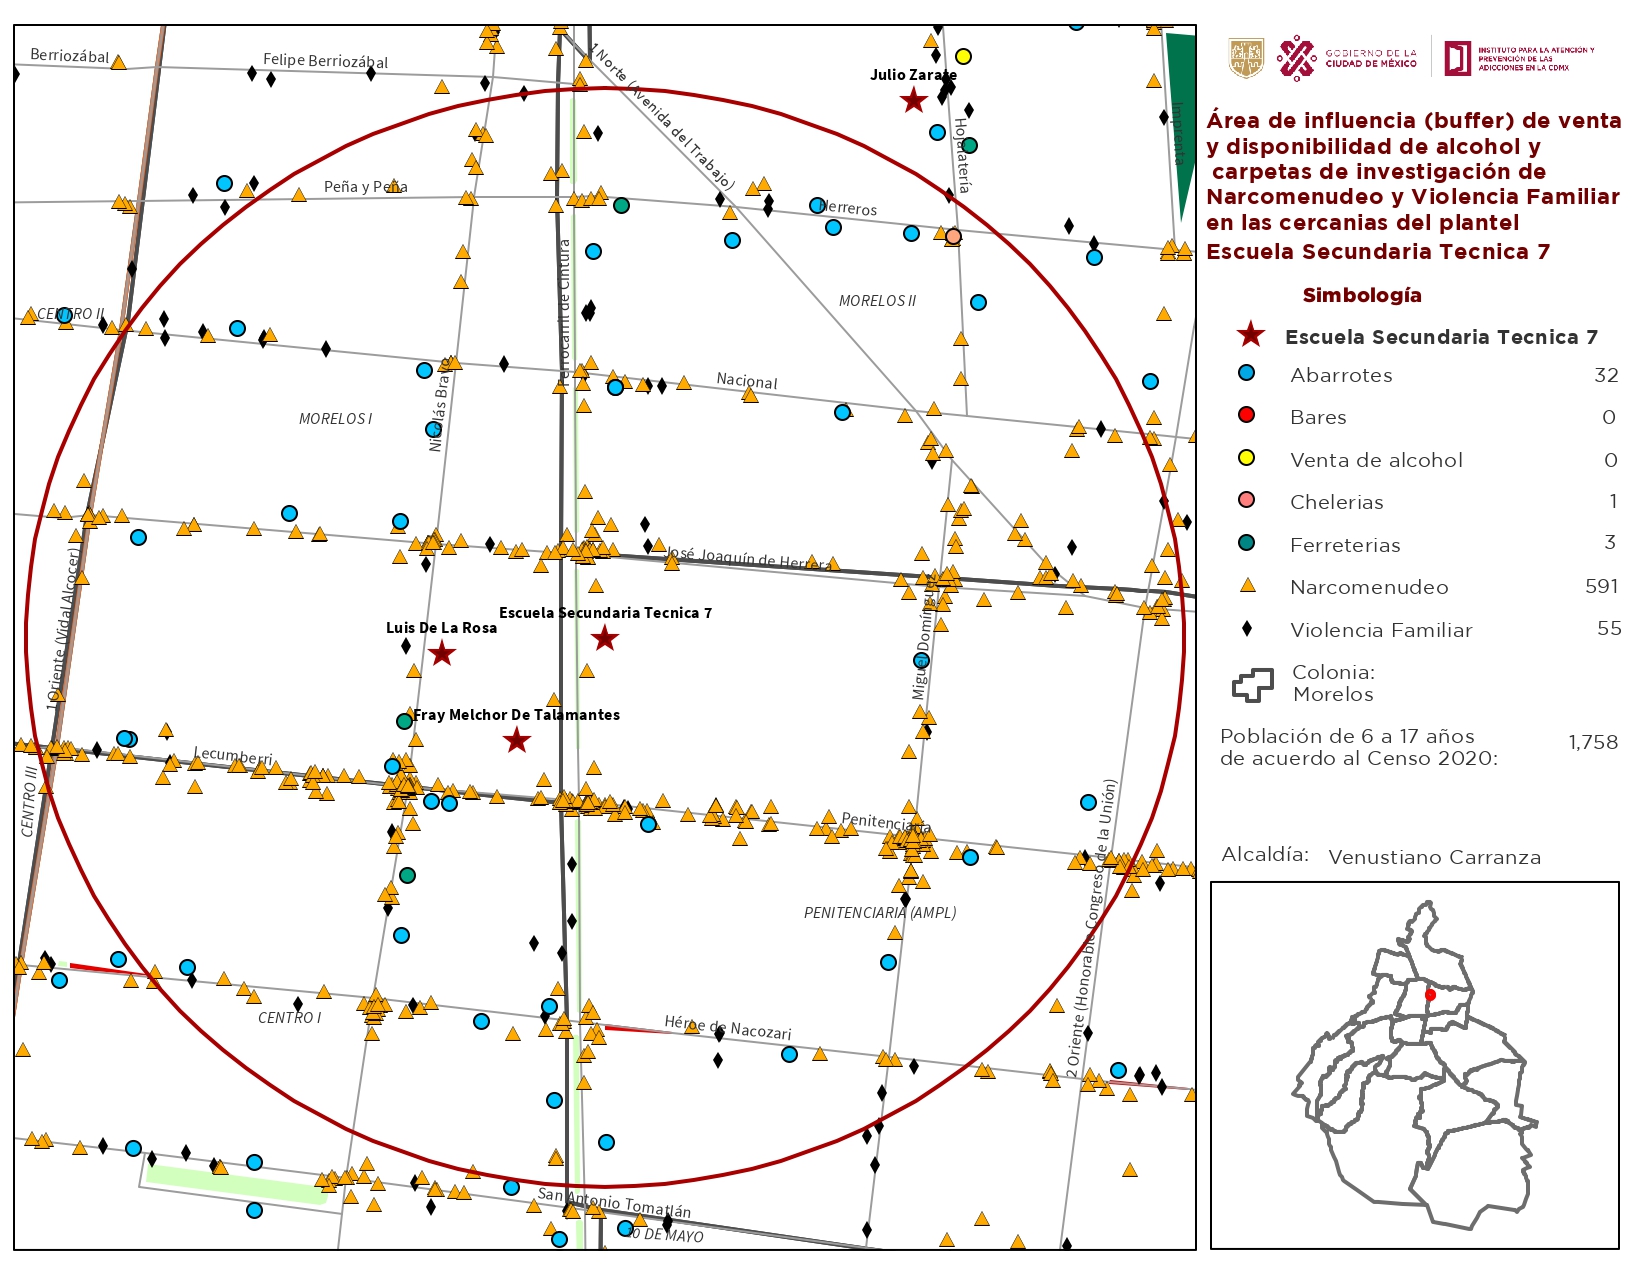 GOBIERNO DE LA
CIUDAD DE MÉXICO
INSTITUTO PARA LA ATENCIÓN Y
PREVENCIÓN DE LAS
ADICCIONES EN LA CDMX
Área de influencia (buffer) de venta
y disponibilidad de alcohol y
carpetas de investigación de
Narcomenudeo y Violencia Familiar
en las cercanias del plantel
Escuela Secundaria Tecnica 7
Simbología
Escuela Secundaria Tecnica 7
Abarrotes 32
Bares 0
Venta de alcohol 0
Chelerias 1
Ferreterias 3
Narcomenudeo 591
Violencia Familiar 55
Colonia:
Morelos
Población de 6 a 17 años
de acuerdo al Censo 2020: 1,758
Alcaldía: Venustiano Carranza
Berriozábal
Felipe Berriozábal
1 Norte (Avenida del Trabajo)
Julio Zarate
Hojalatería
Imprenta
Peña y Peña
Herreros
Ferrocarril de Cintura
CENTRO II
MORELOS II
Nacional
Nicolás Bravo
MORELOS I
José Joaquín de Herrera
1 Oriente (Vidal Alcocer)
Escuela Secundaria Tecnica 7
Luis De La Rosa
Miguel Domínguez
Fray Melchor De Talamantes
Lecumberri
CENTRO III
Penitenciaría
2 Oriente (Honorable Congreso de la Unión)
PENITENCIARIA (AMPL)
CENTRO I
Héroe de Nacozari
San Antonio Tomatlán
10 DE MAYO